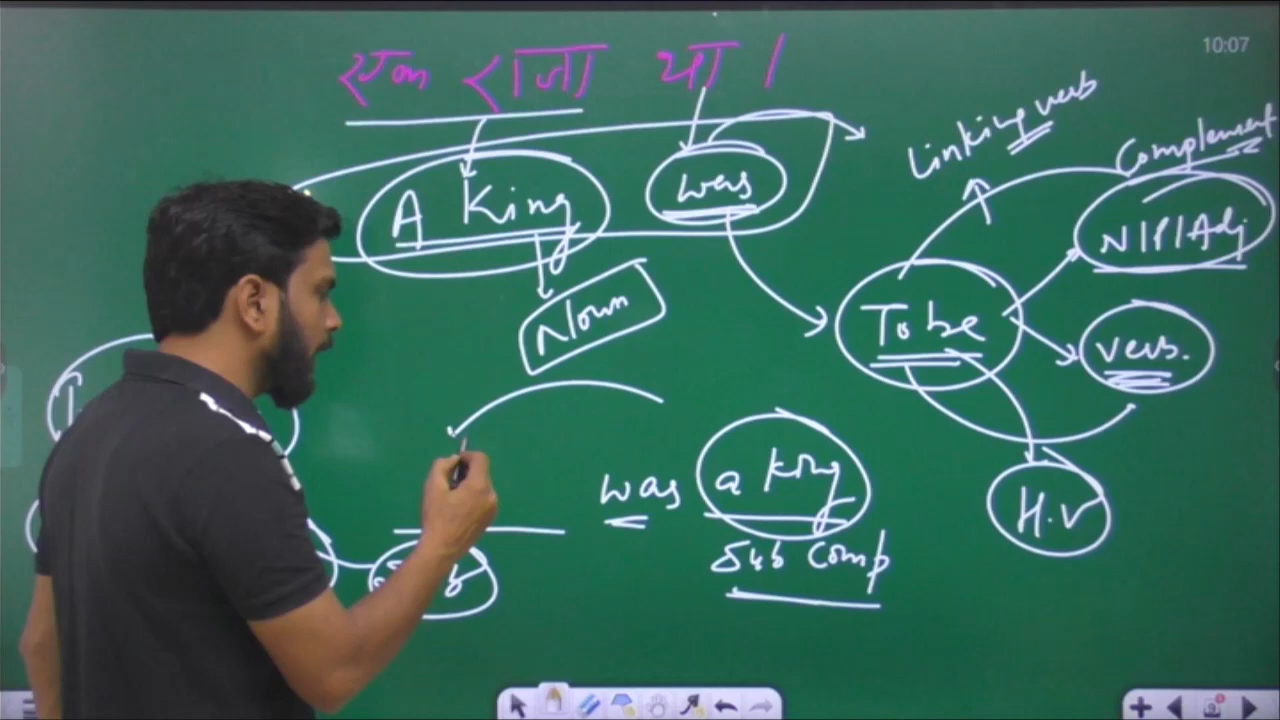 10:07
एक राजा था ।
Linking verb
Complement
A King
was
N/P/Adj
Noun
To be
verb.
was a king
H.V
Sub Comp